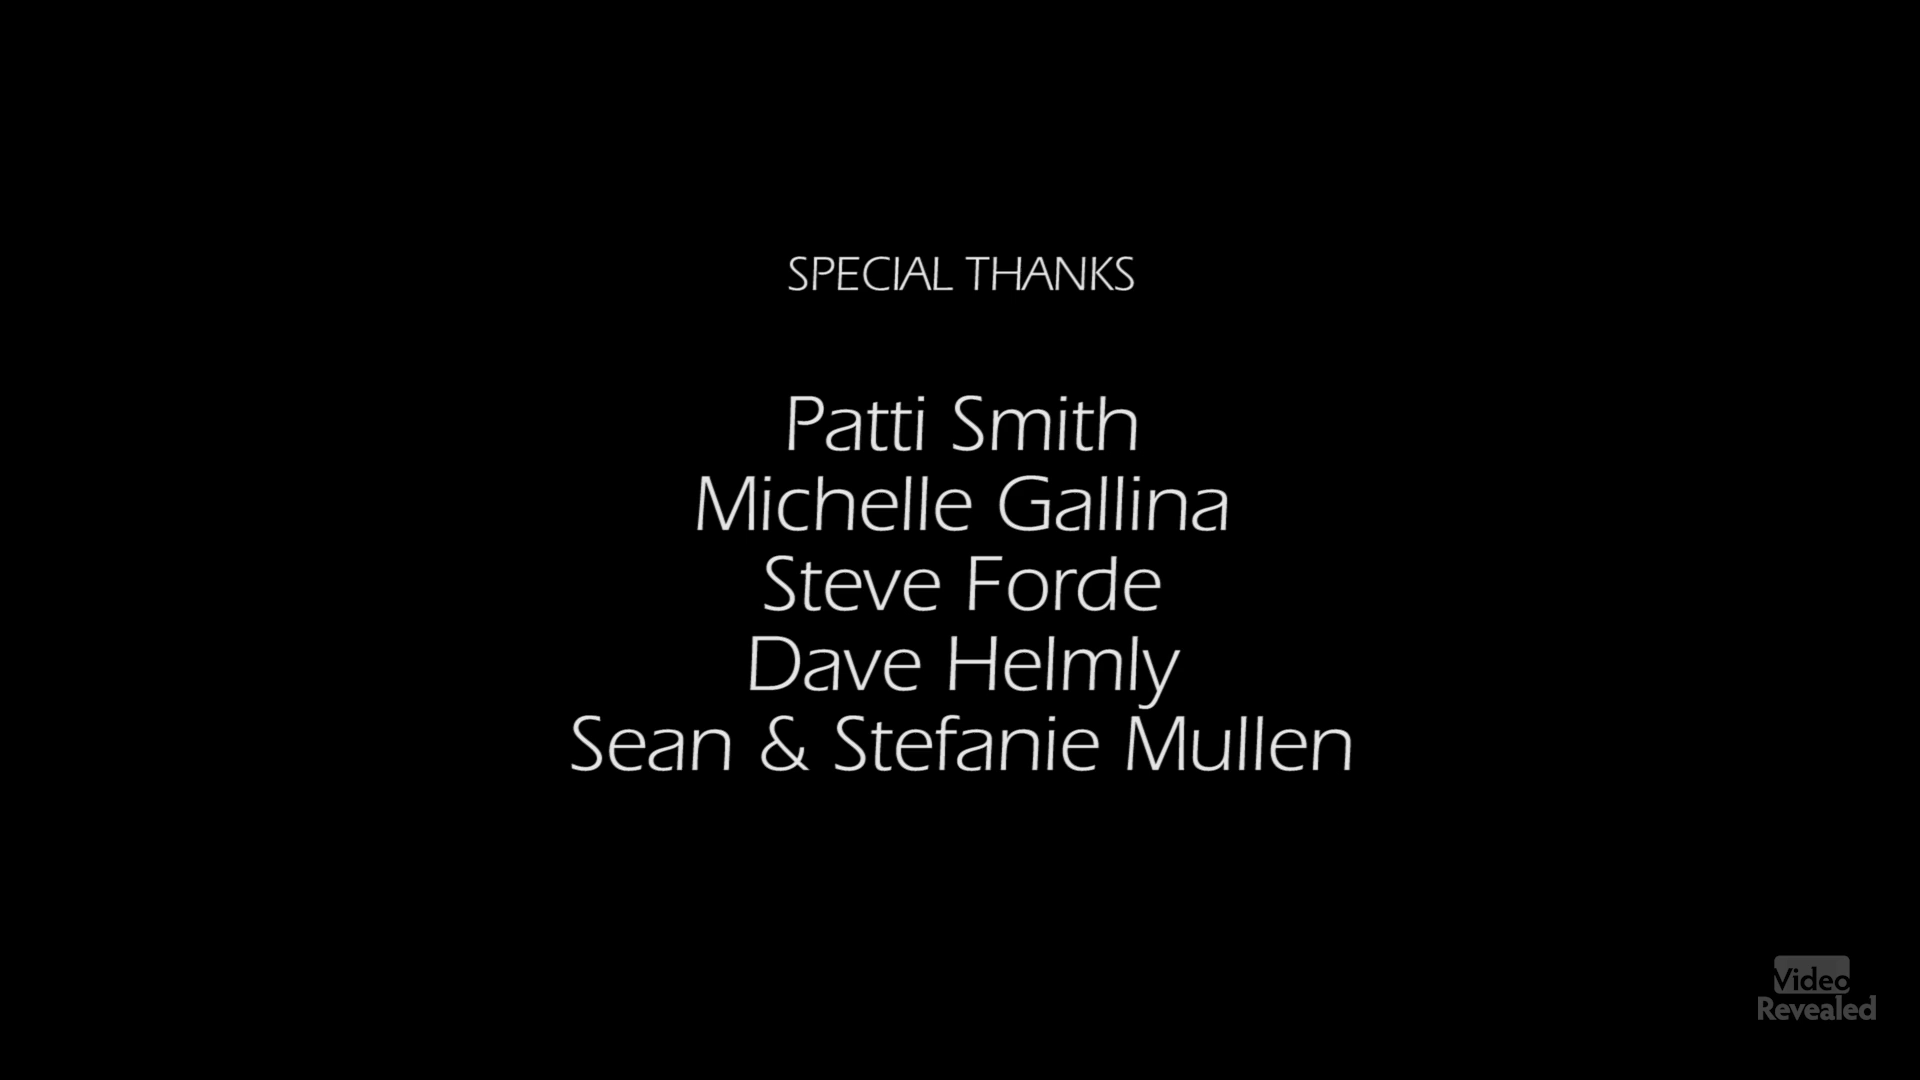 SPECIAL THANKS
Patti Smith
Michelle Gallina
Steve Forde
Dave Helmly
Sean & Stefanie Mullen
Video
Revealed